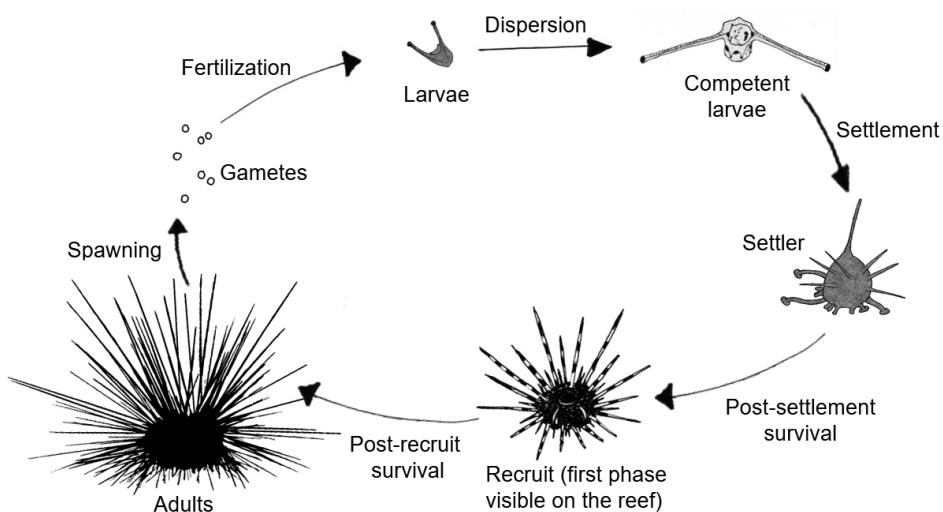 Dispersion
Fertilization
Larvae
Competent
larvae
Settlement
Gametes
Spawning
Settler
Post-settlement
survival
Post-recruit
survival
Recruit (first phase
visible on the reef)
Adults